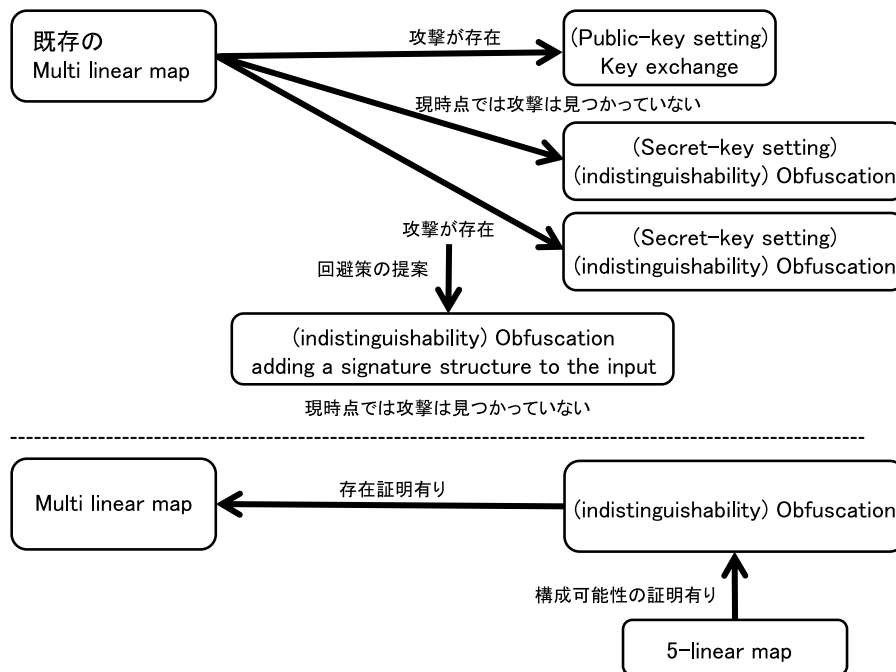 既存の
Multi linear map
攻撃が存在
(Public-key setting)
Key exchange
現時点では攻撃は見つかっていない
(Secret-key setting)
(indistinguishability) Obfuscation
攻撃が存在
(Secret-key setting)
(indistinguishability) Obfuscation
回避策の提案
(indistinguishability) Obfuscation
adding a signature structure to the input
現時点では攻撃は見つかっていない
Multi linear map
存在証明有り
(indistinguishability) Obfuscation
構成可能性の証明有り
5-linear map